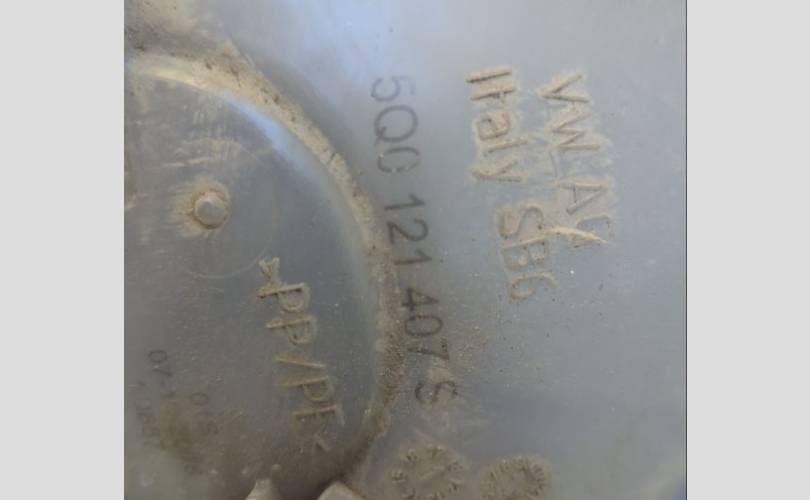 VW AG
Italy SB6
5Q0 121 407 S
>PP/PE<